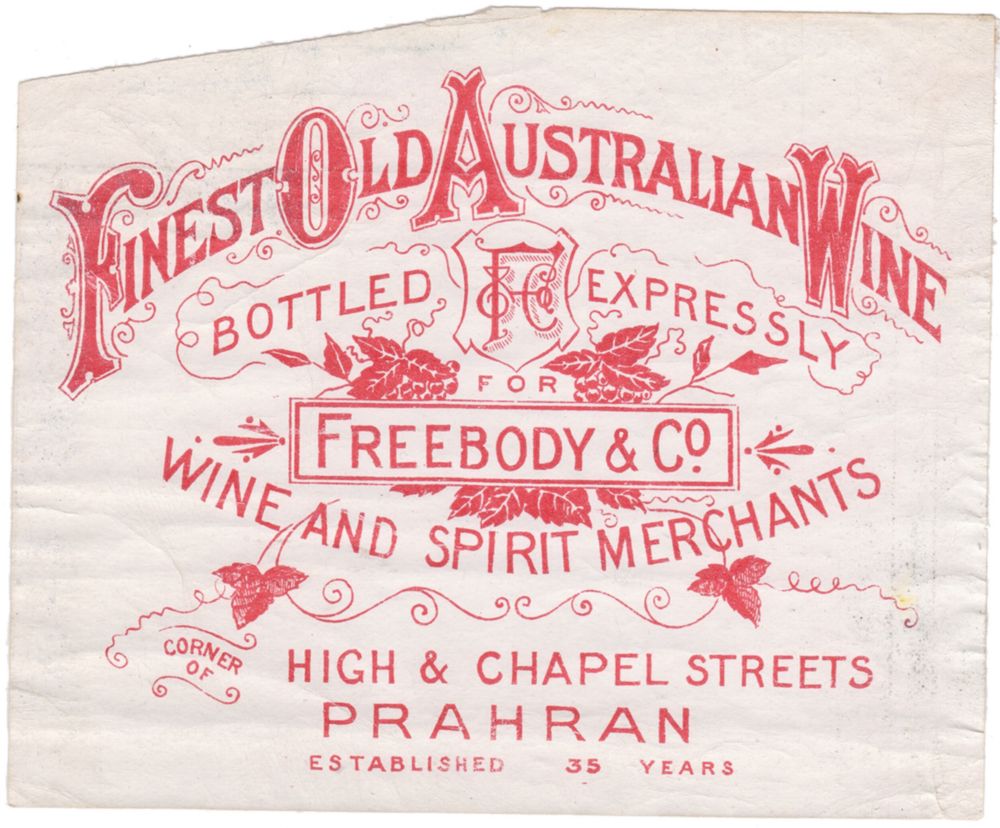 FINEST OLD AUSTRALIAN WINE
BOTTLED EXPRESSLY
FOR
FREEBODY & Co.
WINE AND SPIRIT MERCHANTS
CORNER
OF
HIGH & CHAPEL STREETS
PRAHRAN
ESTABLISHED 35 YEARS